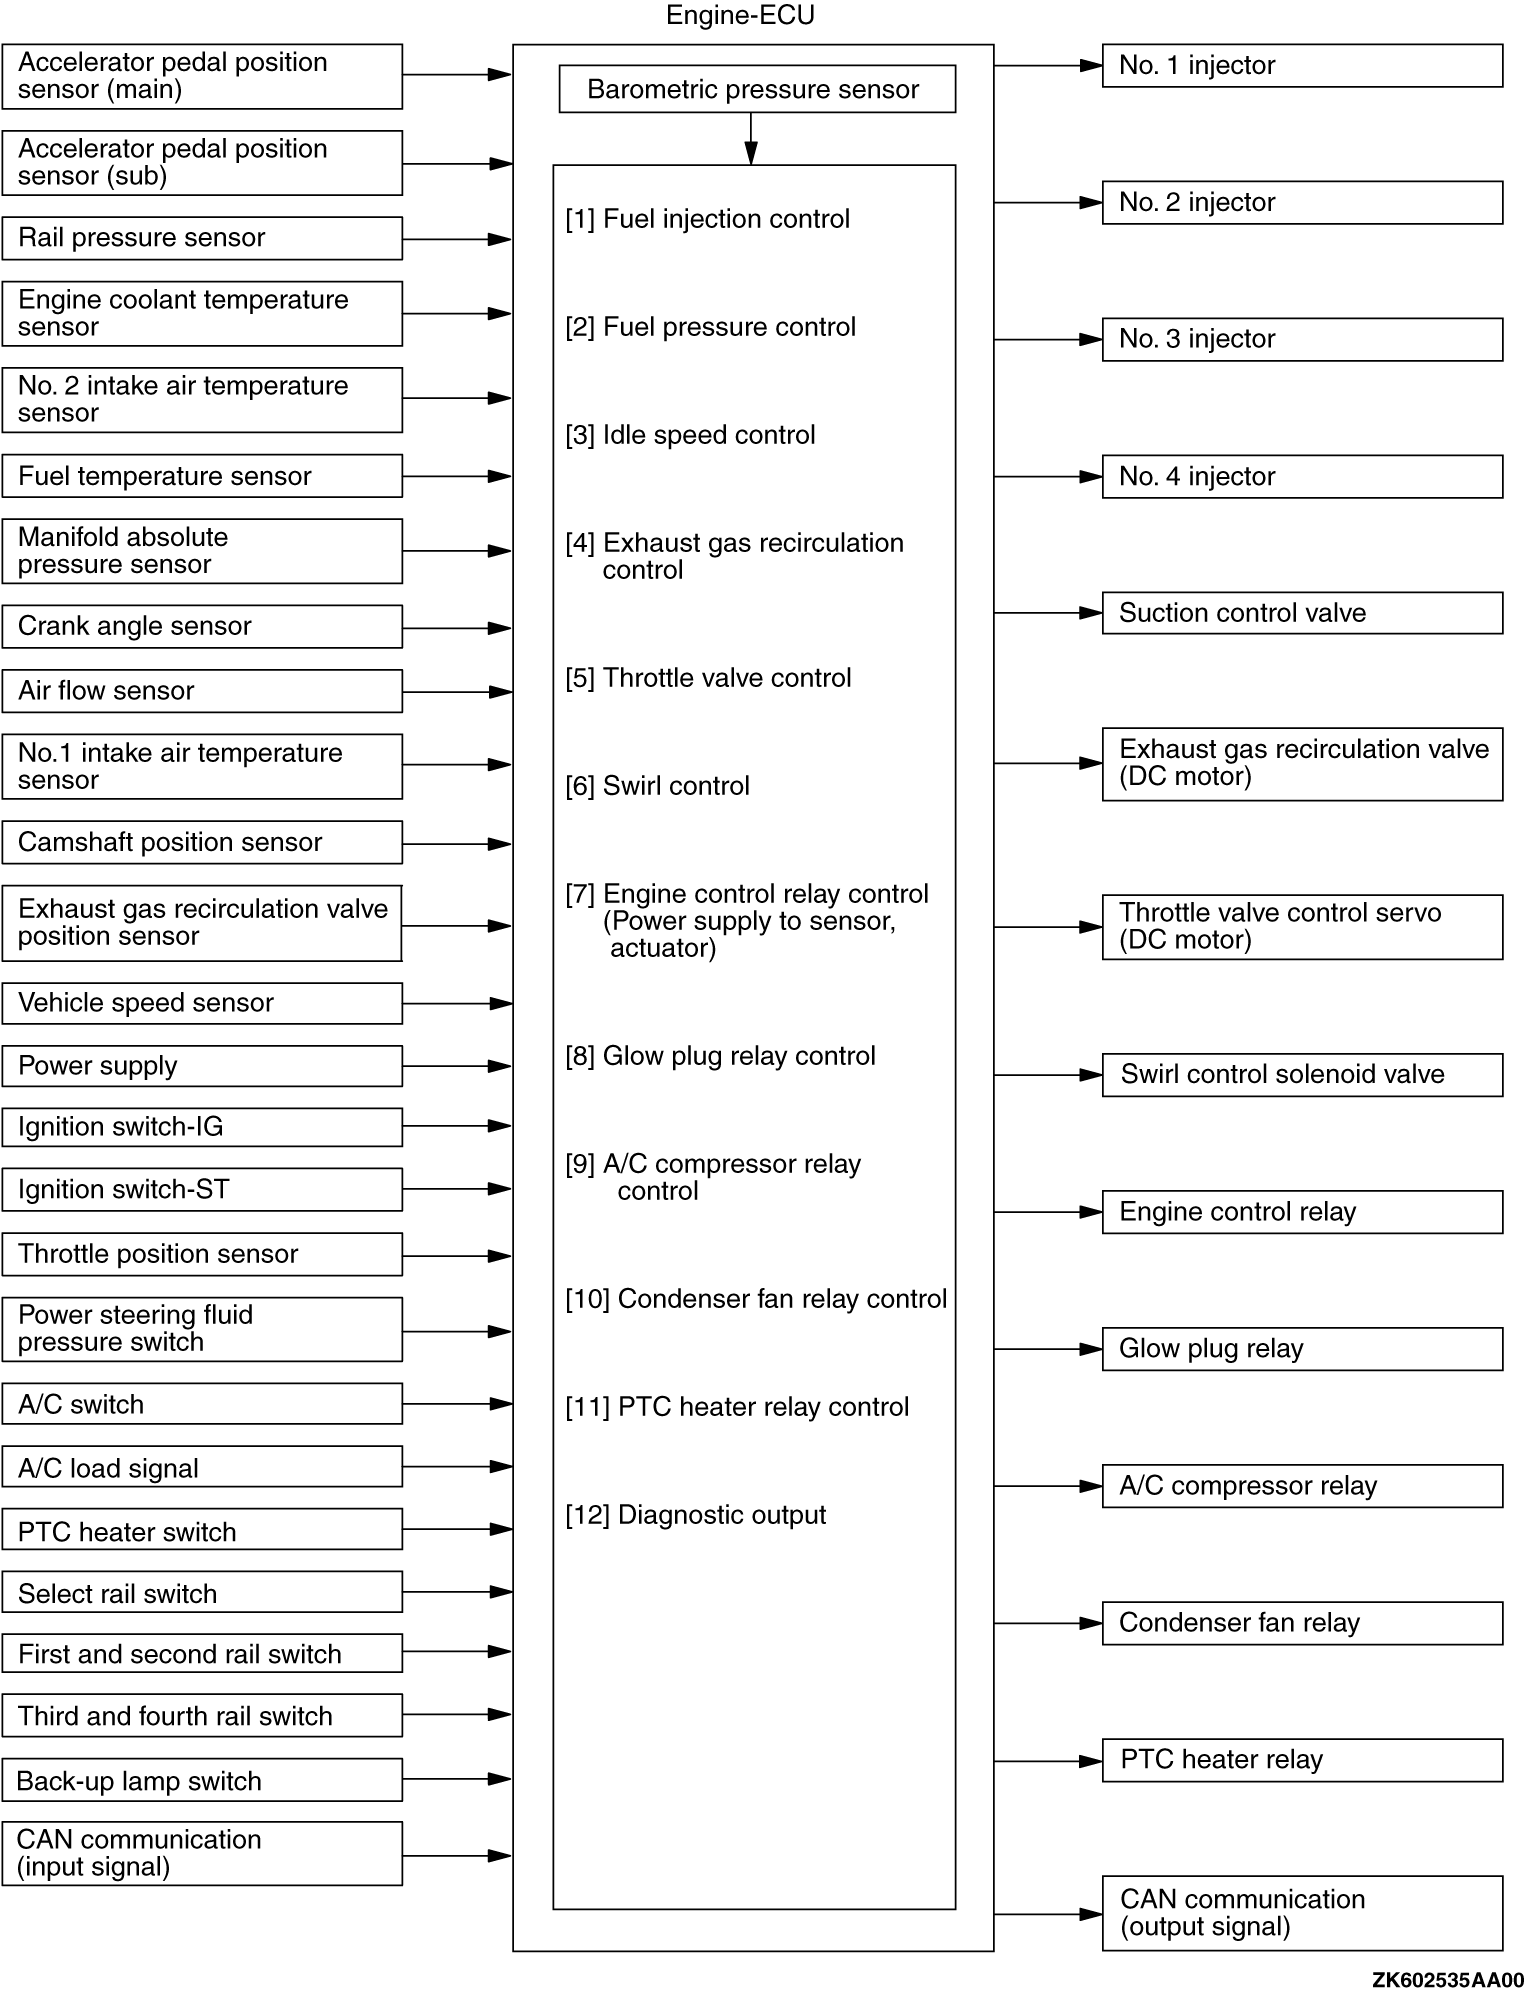 Engine-ECU
Accelerator pedal position
sensor (main)
Accelerator pedal position
sensor (sub)
Rail pressure sensor
Engine coolant temperature
sensor
No. 2 intake air temperature
sensor
Fuel temperature sensor
Manifold absolute
pressure sensor
Crank angle sensor
Air flow sensor
No.1 intake air temperature
sensor
Camshaft position sensor
Exhaust gas recirculation valve
position sensor
Vehicle speed sensor
Power supply
Ignition switch-IG
Ignition switch-ST
Throttle position sensor
Power steering fluid
pressure switch
A/C switch
A/C load signal
PTC heater switch
Select rail switch
First and second rail switch
Third and fourth rail switch
Back-up lamp switch
CAN communication
(input signal)
Barometric pressure sensor
[1] Fuel injection control
[2] Fuel pressure control
[3] Idle speed control
[4] Exhaust gas recirculation
control
[5] Throttle valve control
[6] Swirl control
[7] Engine control relay control
(Power supply to sensor,
actuator)
[8] Glow plug relay control
[9] A/C compressor relay
control
[10] Condenser fan relay control
[11] PTC heater relay control
[12] Diagnostic output
No. 1 injector
No. 2 injector
No. 3 injector
No. 4 injector
Suction control valve
Exhaust gas recirculation valve
(DC motor)
Throttle valve control servo
(DC motor)
Swirl control solenoid valve
Engine control relay
Glow plug relay
A/C compressor relay
Condenser fan relay
PTC heater relay
CAN communication
(output signal)
ZK602535AA00